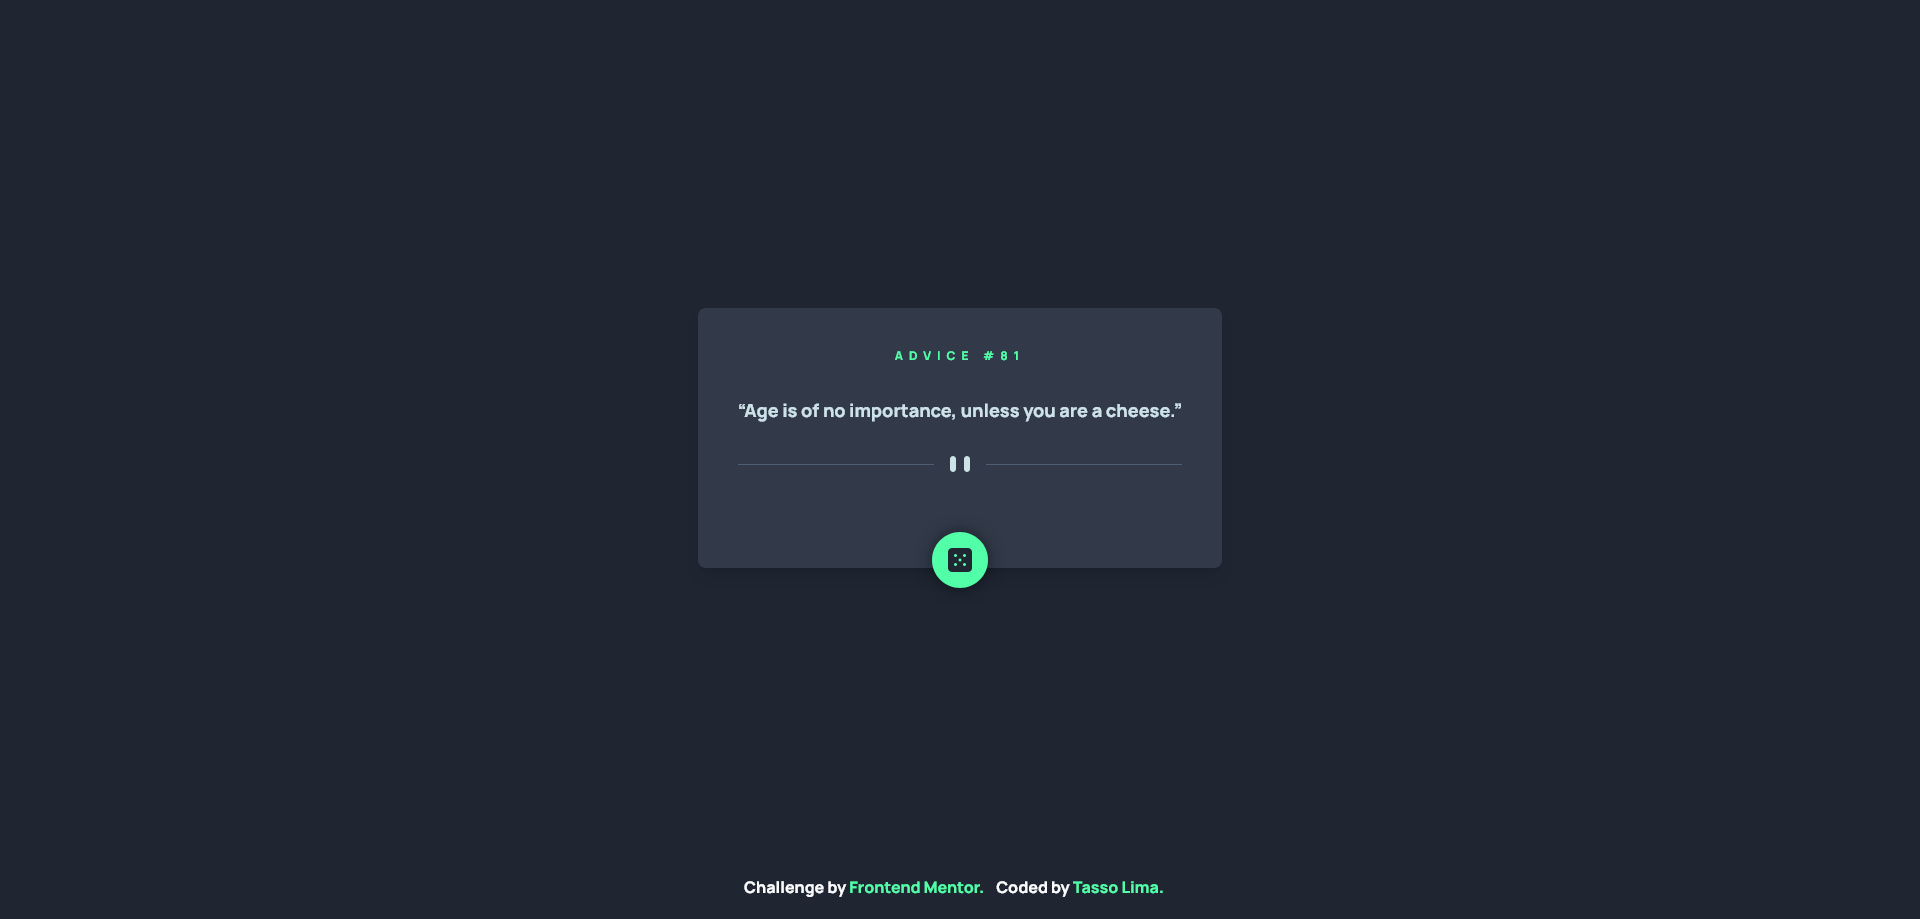 ADVICE #81
“Age is of no importance, unless you are a cheese.”
Challenge by Frontend Mentor. Coded by Tasso Lima.